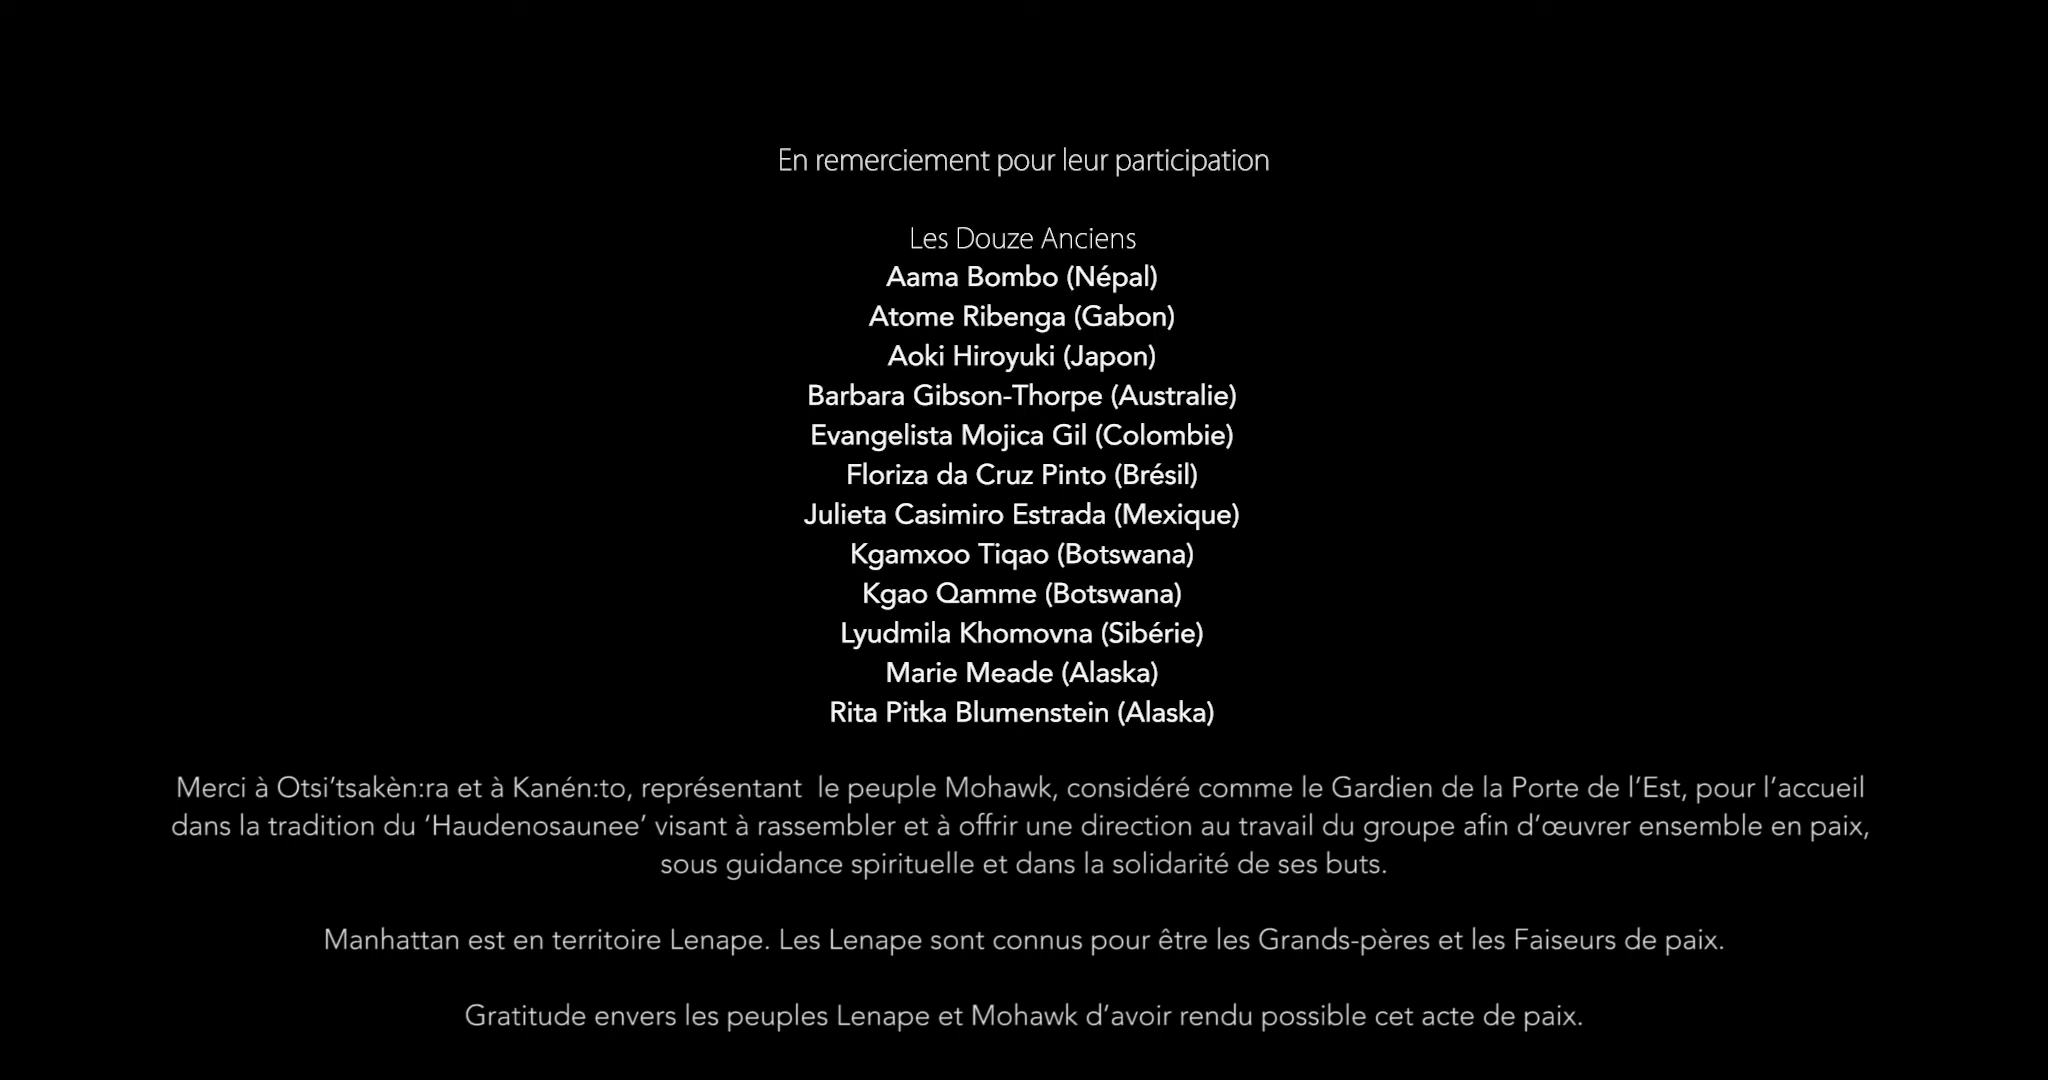 En remerciement pour leur participation
Les Douze Anciens
Aama Bombo (Népal)
Atome Ribenga (Gabon)
Aoki Hiroyuki (Japon)
Barbara Gibson-Thorpe (Australie)
Evangelista Mojica Gil (Colombie)
Floriza da Cruz Pinto (Brésil)
Julieta Casimiro Estrada (Mexique)
Kgamxoo Tiqao (Botswana)
Kgao Qamme (Botswana)
Lyudmila Khomovna (Sibérie)
Marie Meade (Alaska)
Rita Pitka Blumenstein (Alaska)
Merci à Otsi’tsakèn:ra et à Kanén:to, représentant  le peuple Mohawk, considéré comme le Gardien de la Porte de l’Est, pour l’accueil
dans la tradition du ‘Haudenosaunee’ visant à rassembler et à offrir une direction au travail du groupe afin d’œuvrer ensemble en paix,
sous guidance spirituelle et dans la solidarité de ses buts.
Manhattan est en territoire Lenape. Les Lenape sont connus pour être les Grands-pères et les Faiseurs de paix.
Gratitude envers les peuples Lenape et Mohawk d’avoir rendu possible cet acte de paix.